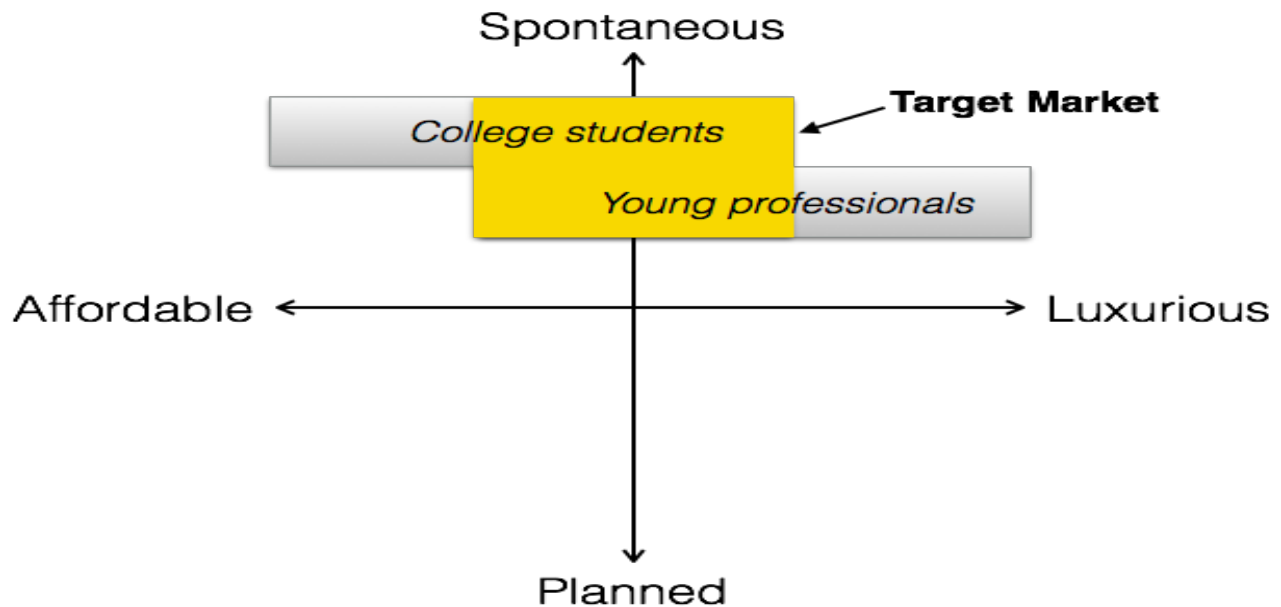 Spontaneous
Target Market
College students
Young professionals
Affordable
Luxurious
Planned